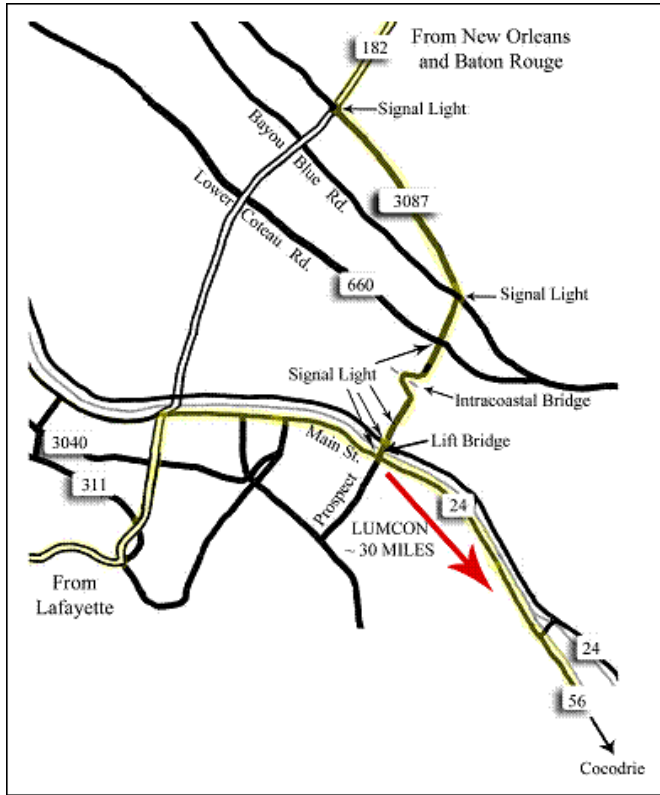 182
From New Orleans
and Baton Rouge
Signal Light
Bayou Blue Rd.
Lower Coteau Rd.
3087
660
Signal Light
Signal Light
Intracoastal Bridge
Main St.
Lift Bridge
3040
311
Prospect
24
LUMCON
~ 30 MILES
From
Lafayette
24
56
Cocodrie